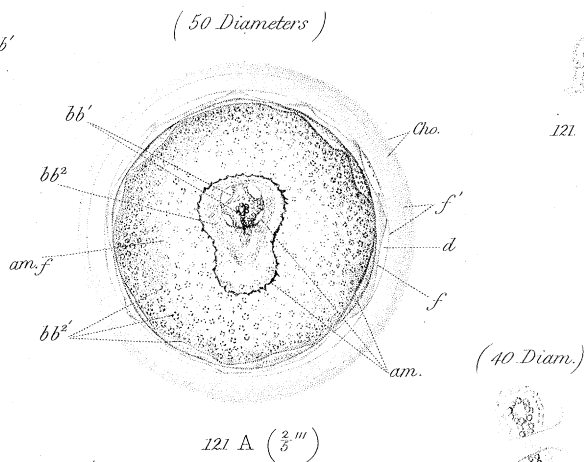 (50 Diameters)
b'
bb'
Cho.
121
bb²
f'
d
am.f
f
bb²'
(40 Diam.)
am.
121 A (2/5''')